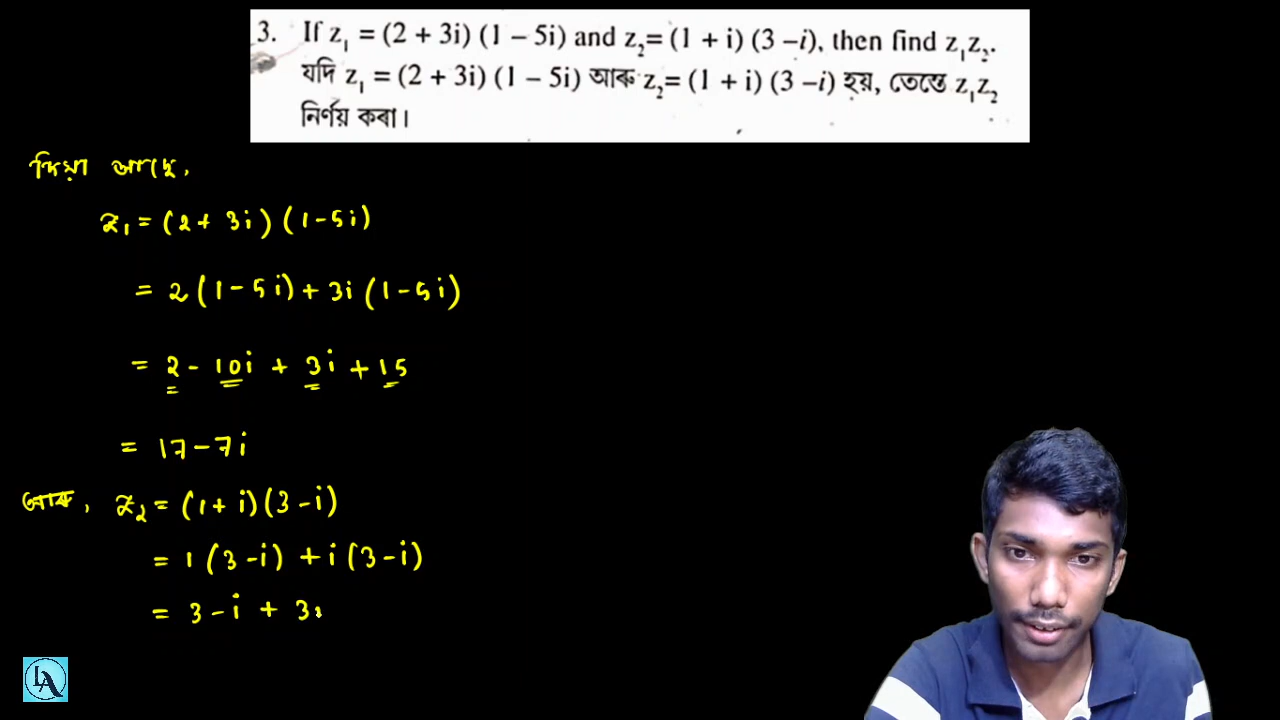 3. If z₁ = (2 + 3i) (1 – 5i) and z₂= (1 + i) (3 –i), then find z₁z₂.
যদি z₁ = (2 + 3i) (1 – 5i) আৰু z₂= (1 + i) (3 –i) হয়, তেন্তে z₁z₂
নিৰ্ণয় কৰা।
দিয়া আছে,
z₁ = (2 + 3i) (1-5i)
= 2 (1 - 5i) + 3i (1 - 5i)
= 2 - 10i + 3i + 15
= 17 - 7i
আৰু, z₂ = (1 + i)(3 - i)
= 1 (3 - i) + i (3 - i)
= 3 - i + 3i
LA